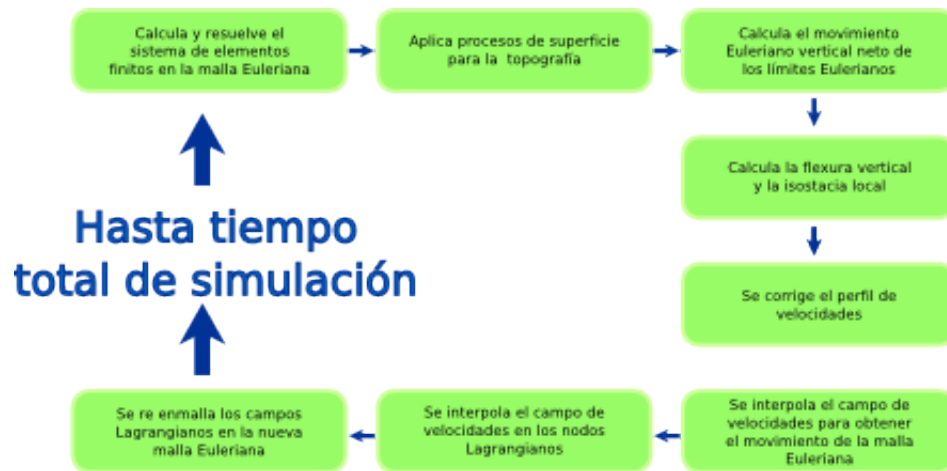 Calcula y resuelve el
sistema de elementos
finitos en la malla Euleriana
Aplica procesos de superficie
para la topografía
Calcula el movimiento
Euleriano vertical neto de
los límites Eulerianos
Calcula la flexura vertical
y la isostacia local
Se corrige el perfil de
velocidades
Se interpola el campo de
velocidades para obtener
el movimiento de la malla
Euleriana
Se interpola el campo de
velocidades en los nodos
Lagrangianos
Se re enmalla los campos
Lagrangianos en la nueva
malla Euleriana
Hasta tiempo
total de simulación